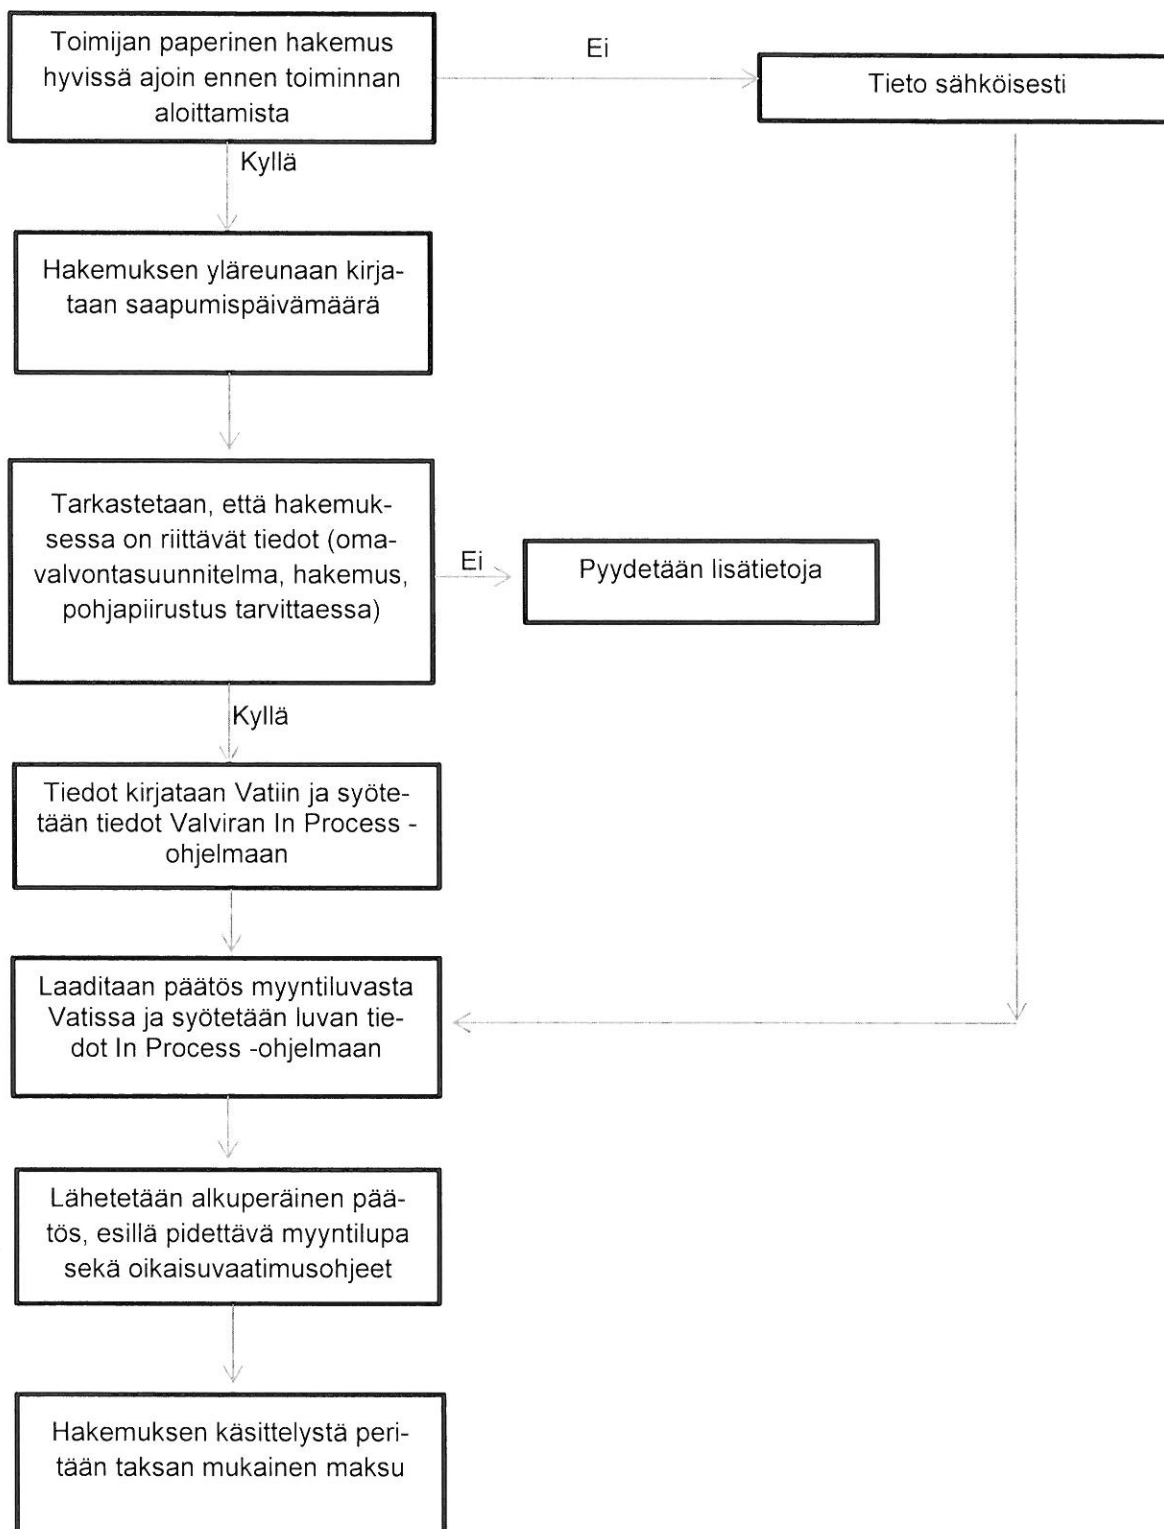 Toimijan paperinen hakemus
hyvissä ajoin ennen toiminnan
aloittamista
Ei
Tieto sähköisesti
Kyllä
Hakemuksen yläreunaan kirja-
taan saapumispäivämäärä
Tarkastetaan, että hakemuk-
sessa on riittävät tiedot (oma-
valvontasuunnitelma, hakemus,
pohjapiirustus tarvittaessa)
Ei
Pyydetään lisätietoja
Kyllä
Tiedot kirjataan Vatiin ja syöte-
tään tiedot Valviran In Process -
ohjelmaan
Laaditaan päätös myyntiluvasta
Vatissa ja syötetään luvan tie-
dot In Process -ohjelmaan
Lähetetään alkuperäinen pää-
tös, esillä pidettävä myyntilupa
sekä oikaisuvaatimusohjeet
Hakemuksen käsittelystä peri-
tään taksan mukainen maksu